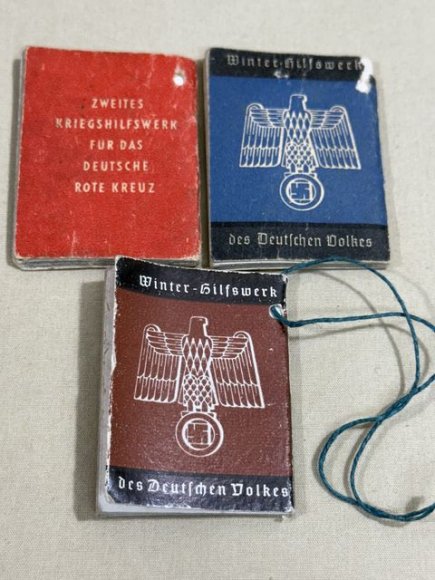 ZWEITES
KRIEGSHILFSWERK
FÜR DAS
DEUTSCHE
ROTE KREUZ
Winter-Hilfswerk
des Deutschen Volkes
Winter-Hilfswerk
des Deutschen Volkes